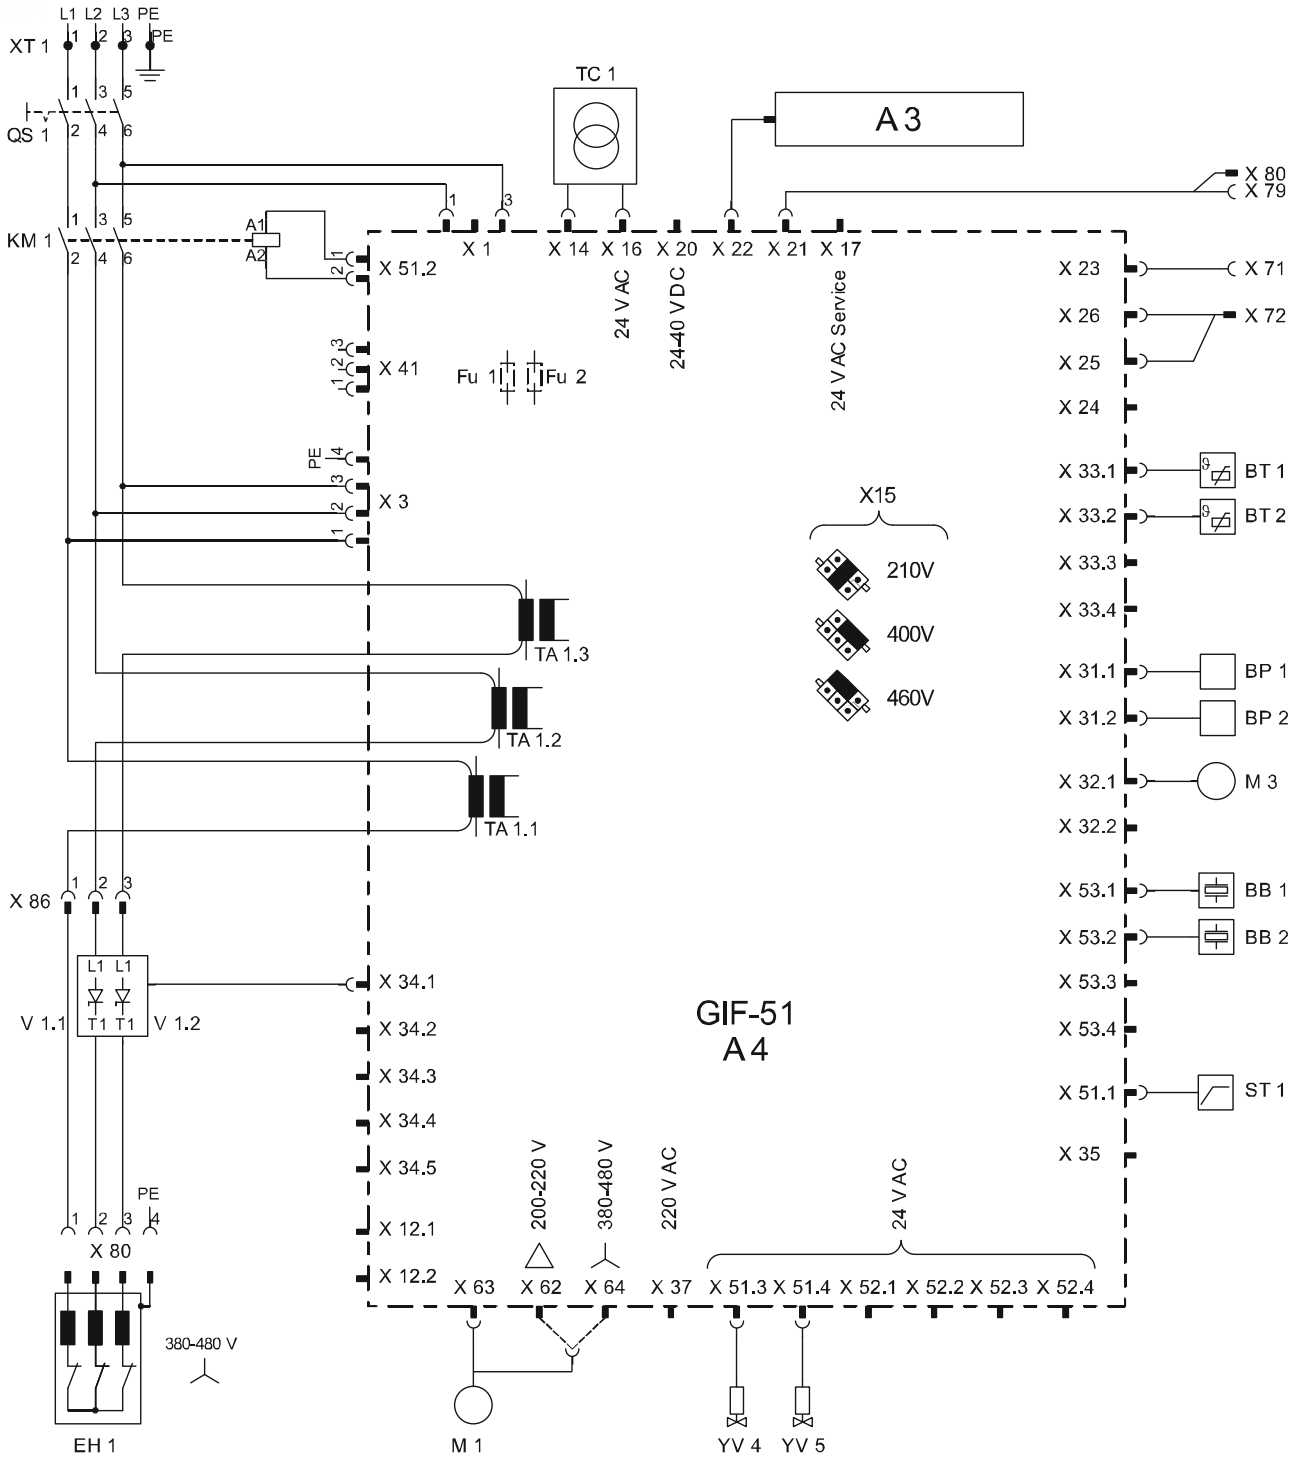 L1 L2 L3 PE
XT 1 1 2 3 PE
1 3 5
QS 1 2 4 6
TC 1
A 3
X 80
X 79
1 3
1 3 5
KM 1 2 4 6
A1
A2
1
2
X 51.2
X 1 X 14 X 16 X 20 X 22 X 21 X 17
24 V AC
24-40 V DC
24 V AC Service
X 23 X 71
X 26 X 72
X 25
X 24
3
2
1
X 41
Fu 1 Fu 2
PE 4
3
2
1
X 3
X 33.1 BT 1
X 33.2 BT 2
X 33.3
X 33.4
ϑ
ϑ
X15
210V
400V
460V
TA 1.3
TA 1.2
TA 1.1
X 31.1 BP 1
X 31.2 BP 2
X 32.1 M 3
X 32.2
X 53.1 BB 1
X 53.2 BB 2
X 53.3
X 53.4
X 51.1 ST 1
X 35
X 86 1 2 3
L1 L1
V 1.1 T1 T1 V 1.2
X 34.1
X 34.2
X 34.3
X 34.4
X 34.5
X 12.1
X 12.2
GIF-51
A 4
200-220 V
380-480 V
220 V AC
24 V AC
X 63 X 62 X 64 X 37 X 51.3 X 51.4 X 52.1 X 52.2 X 52.3 X 52.4
PE
1 2 3 4
X 80
380-480 V
EH 1
M 1
YV 4 YV 5